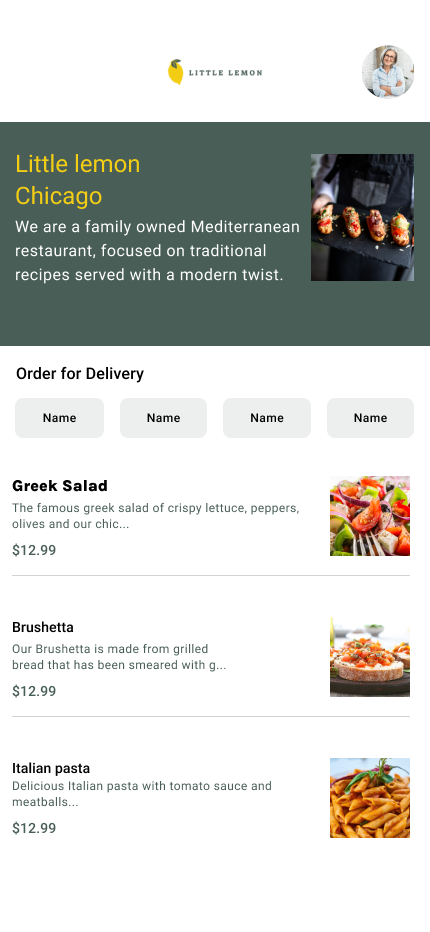 LITTLE LEMON
Little lemon
Chicago
We are a family owned Mediterranean
restaurant, focused on traditional
recipes served with a modern twist.
Order for Delivery
Name Name Name Name
Greek Salad
The famous greek salad of crispy lettuce, peppers,
olives and our chic...
$12.99
Brushetta
Our Brushetta is made from grilled
bread that has been smeared with g...
$12.99
Italian pasta
Delicious Italian pasta with tomato sauce and
meatballs...
$12.99